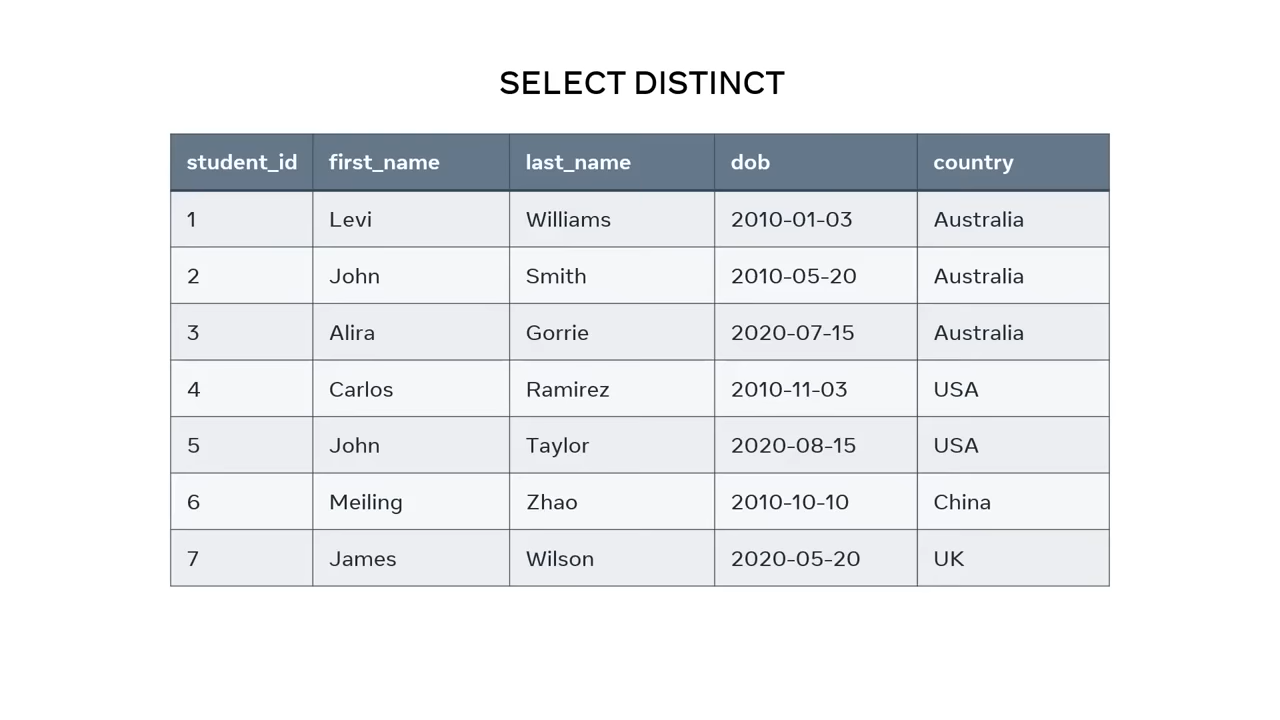 SELECT DISTINCT
student_id first_name last_name dob country
1 Levi Williams 2010-01-03 Australia
2 John Smith 2010-05-20 Australia
3 Alira Gorrie 2020-07-15 Australia
4 Carlos Ramirez 2010-11-03 USA
5 John Taylor 2020-08-15 USA
6 Meiling Zhao 2010-10-10 China
7 James Wilson 2020-05-20 UK